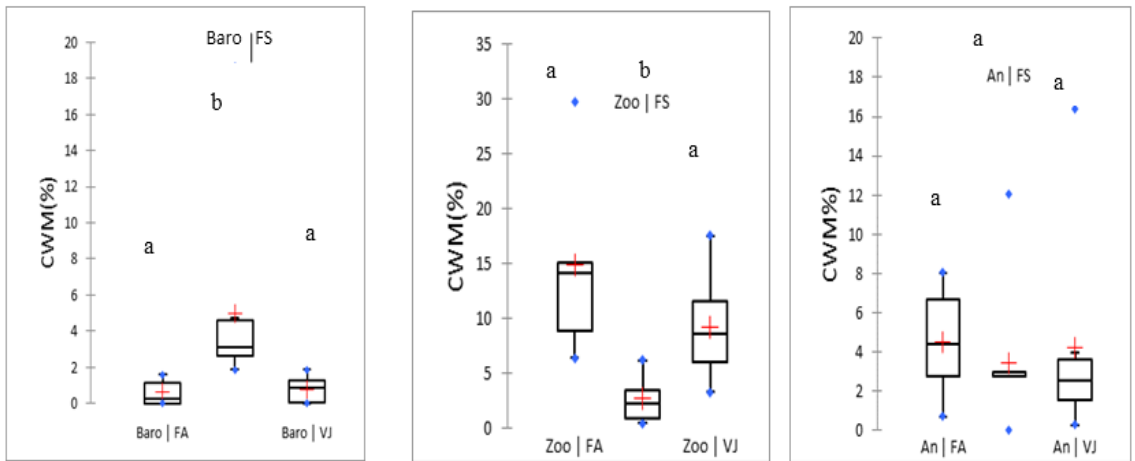 Baro |FS
CWM(%)
20
18
16
14
12
10
8
6
4
2
0
b
a
a
Baro | FA
Baro | VJ
CWM(%)
35
30
25
20
15
10
5
0
a
b
Zoo | FS
a
Zoo | FA
Zoo | VJ
CWM%)
20
18
16
14
12
10
8
6
4
2
0
a
An | FS
a
a
An | FA
An | VJ